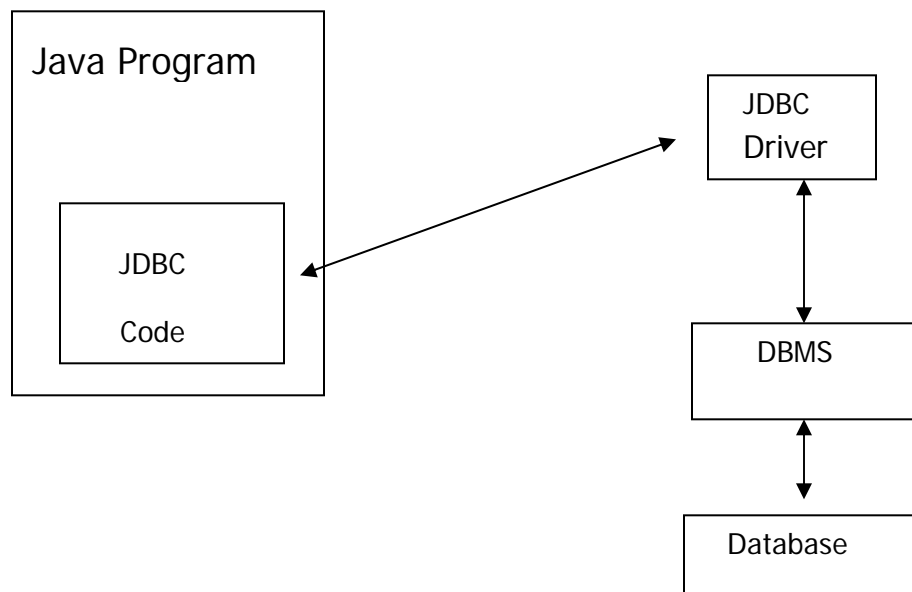 Java Program
JDBC
Code
JDBC
Driver
DBMS
Database